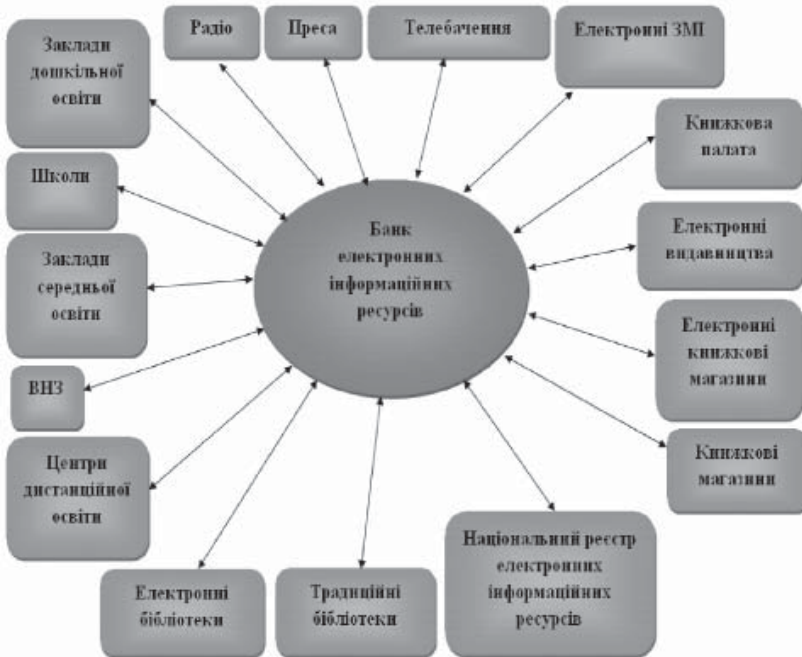 Заклади
дошкільної
освіти
Радіо
Преса
Телебачення
Електронні ЗМІ
Книжкова
палата
Школи
Електронні
видавництва
Заклади
середньої
освіти
Банк
електронних
інформаційних
ресурсів
Електронні
книжкові
магазини
ВНЗ
Книжкові
магазини
Центри
дистанційної
освіти
Електронні
бібліотеки
Традиційні
бібліотеки
Національний реєстр
електронних
інформаційних
ресурсів